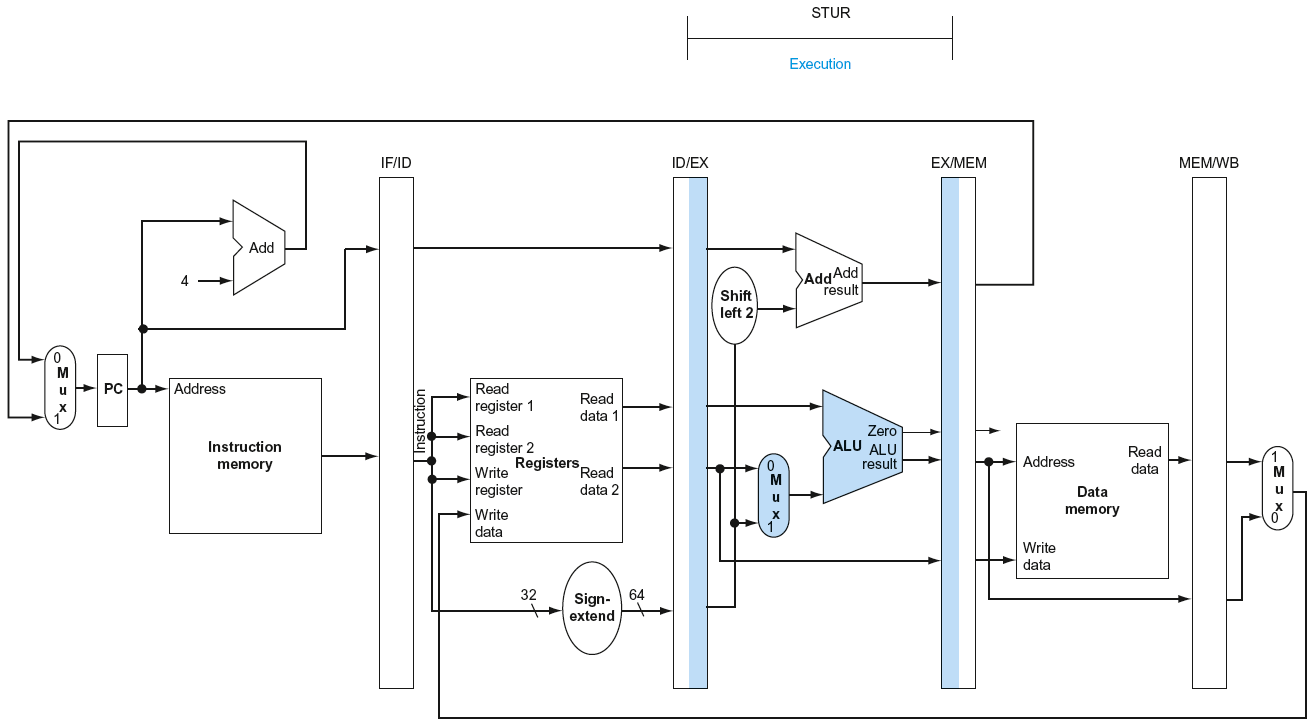 STUR
Execution
IF/ID
ID/EX
EX/MEM
MEM/WB
Add
4
Shift
left 2
Add
Add
result
0
M
u
x
1
PC
Address
Instruction
memory
Instruction
Read
register 1
Read
register 2
Write
register
Write
data
Registers
Read
data 1
Read
data 2
32
Sign-
extend
64
0
M
u
x
1
ALU
Zero
ALU
result
Address
Read
data
Data
memory
Write
data
1
M
u
x
0